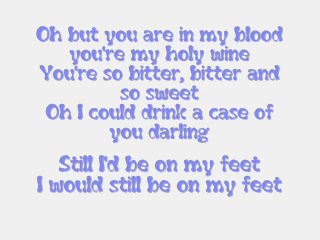 Oh but you are in my blood
you're my holy wine
You're so bitter, bitter and
so sweet
Oh I could drink a case of
you darling
Still I'd be on my feet
I would still be on my feet